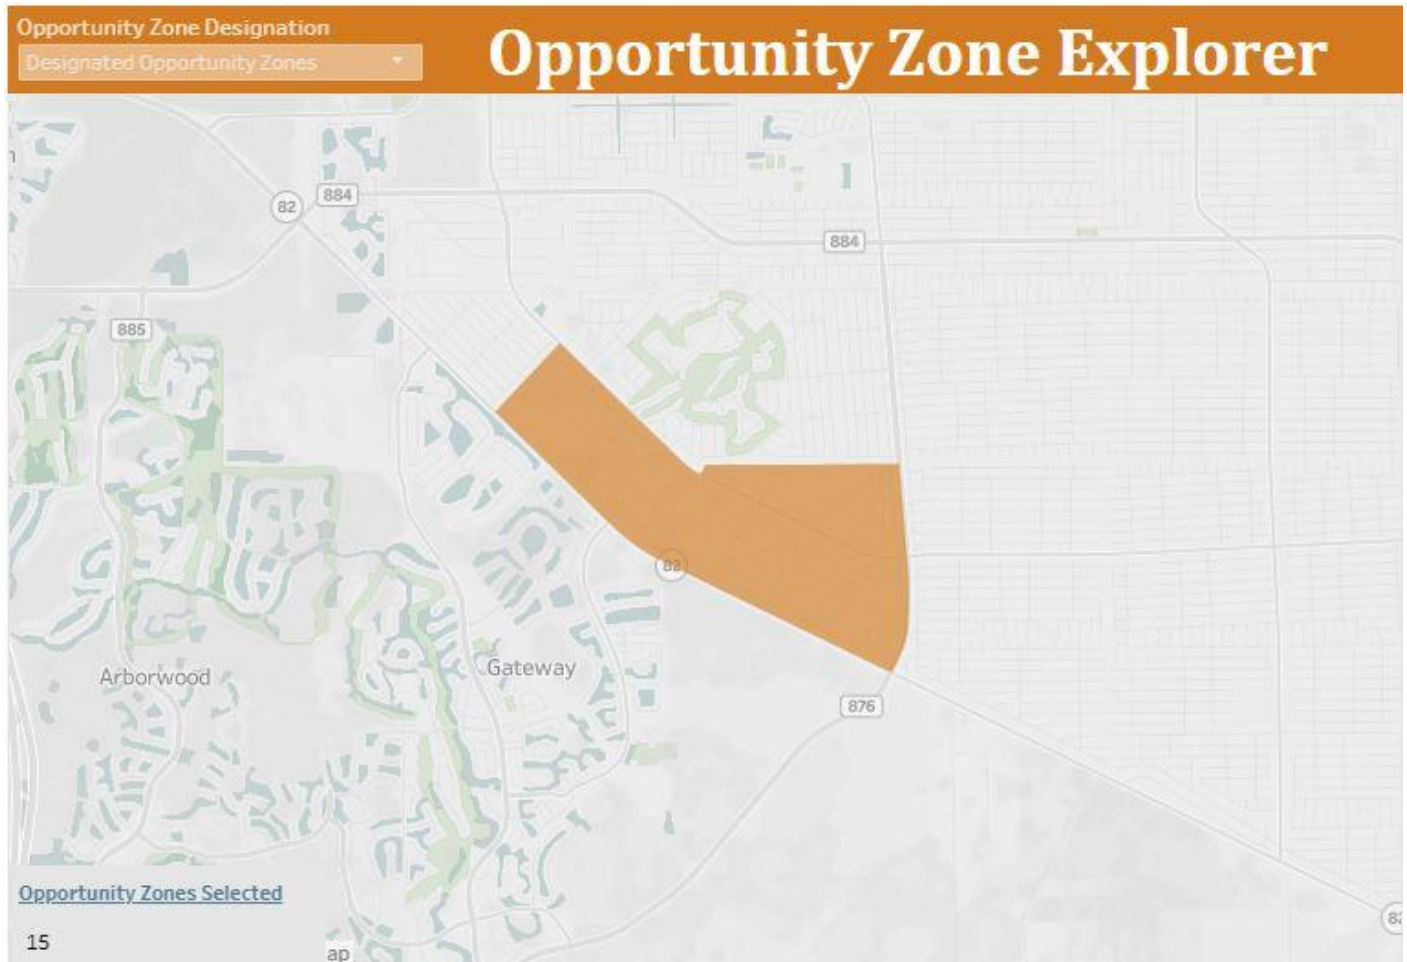 Opportunity Zone Designation
Designated Opportunity Zones
Opportunity Zone Explorer
82
884
884
885
82
Arborwood
Gateway
876
Opportunity Zones Selected
15
ap